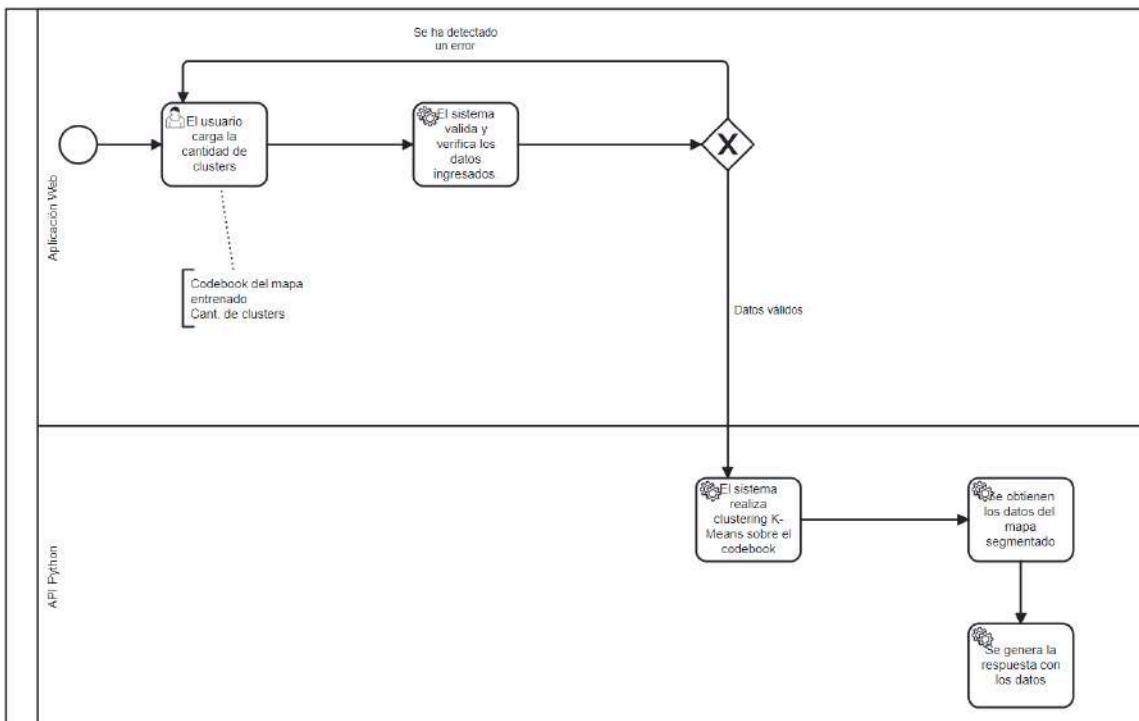 Se ha detectado
un error
Aplicación Web
El usuario
carga la
cantidad de
clusters
El sistema
valida y
verifica los
datos
ingresados
X
Codebook del mapa
entrenado
Cant. de clusters
Datos válidos
API Python
El sistema
realiza
clustering K-
Means sobre el
codebook
Se obtienen
los datos del
mapa
segmentado
Se genera la
respuesta con
los datos